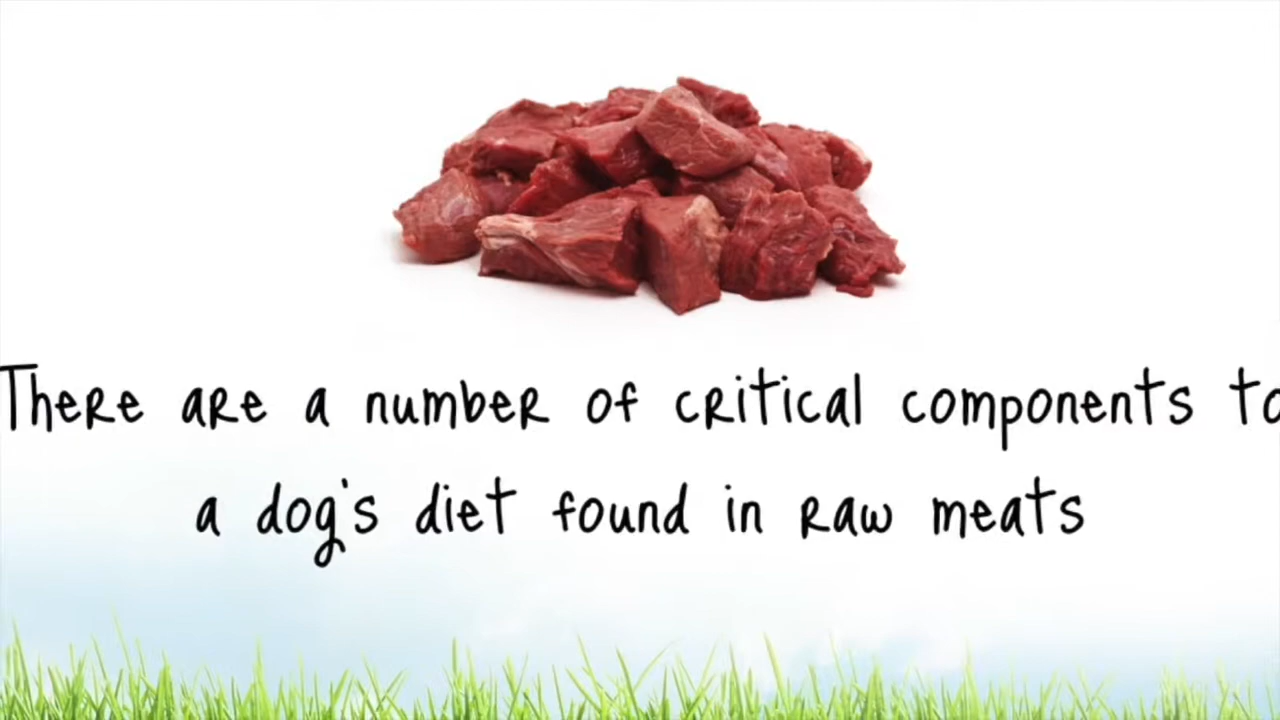 There are a number of critical components to
a dog's diet found in raw meats